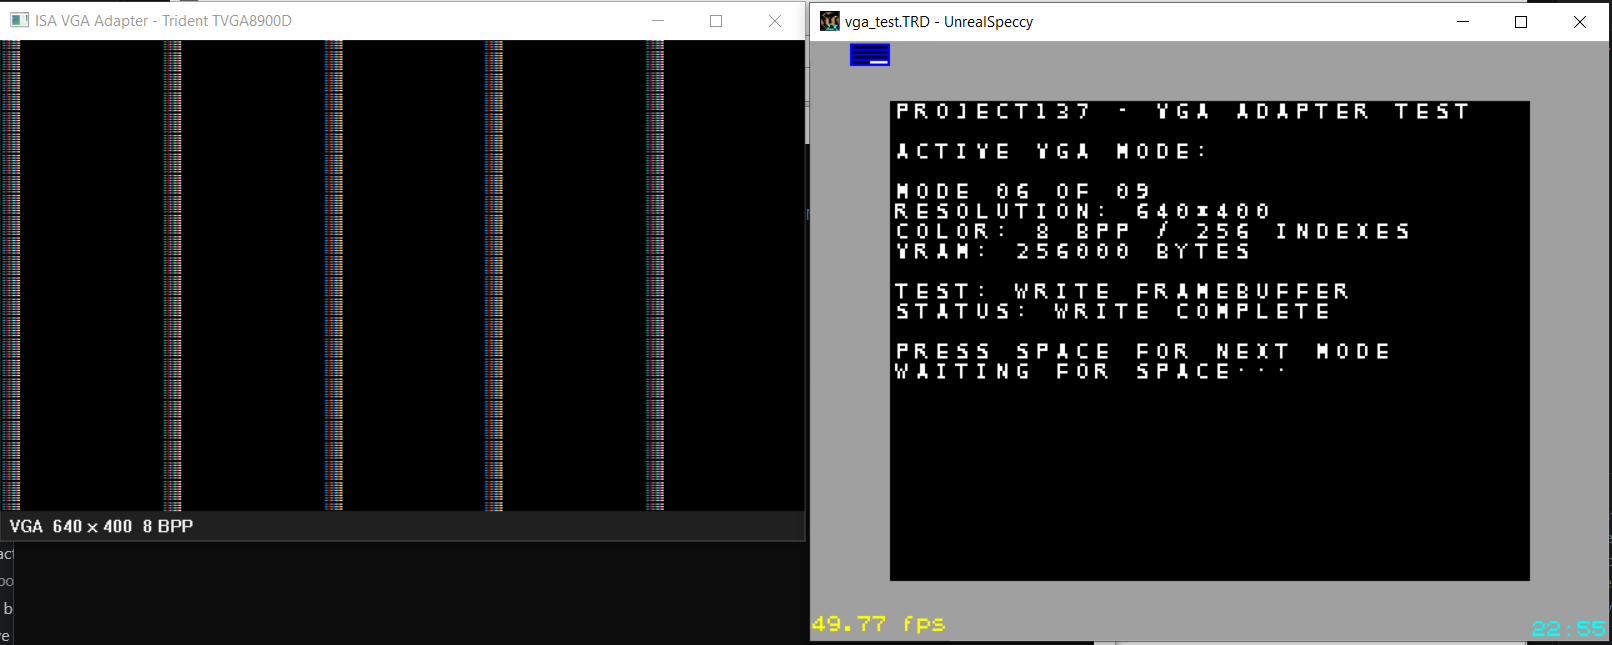 ISA VGA Adapter - Trident TVGA8900D
VGA 640 × 400 8 BPP
vga_test.TRD - UnrealSpeccy
PROJECT137 - VGA ADAPTER TEST
ACTIVE VGA MODE:
MODE 06 OF 09
RESOLUTION: 640*400
COLOR: 8 BPP / 256 INDEXES
VRAM: 256000 BYTES
TEST: WRITE FRAMEBUFFER
STATUS: WRITE COMPLETE
PRESS SPACE FOR NEXT MODE
WAITING FOR SPACE...
49.77 fps
22:55